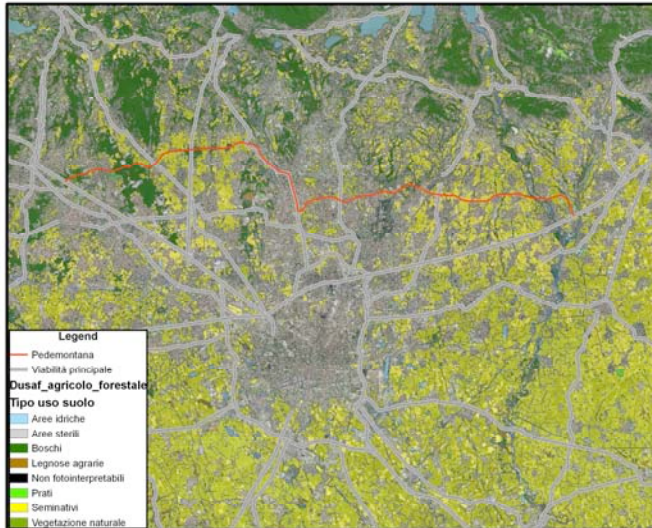 Legend
Pedemontana
Viabilità principale
Dusaf_agricolo_forestale
Tipo uso suolo
Aree idriche
Aree sterili
Boschi
Legnose agrarie
Non fotointerpretabili
Prati
Seminativi
Vegetazione naturale